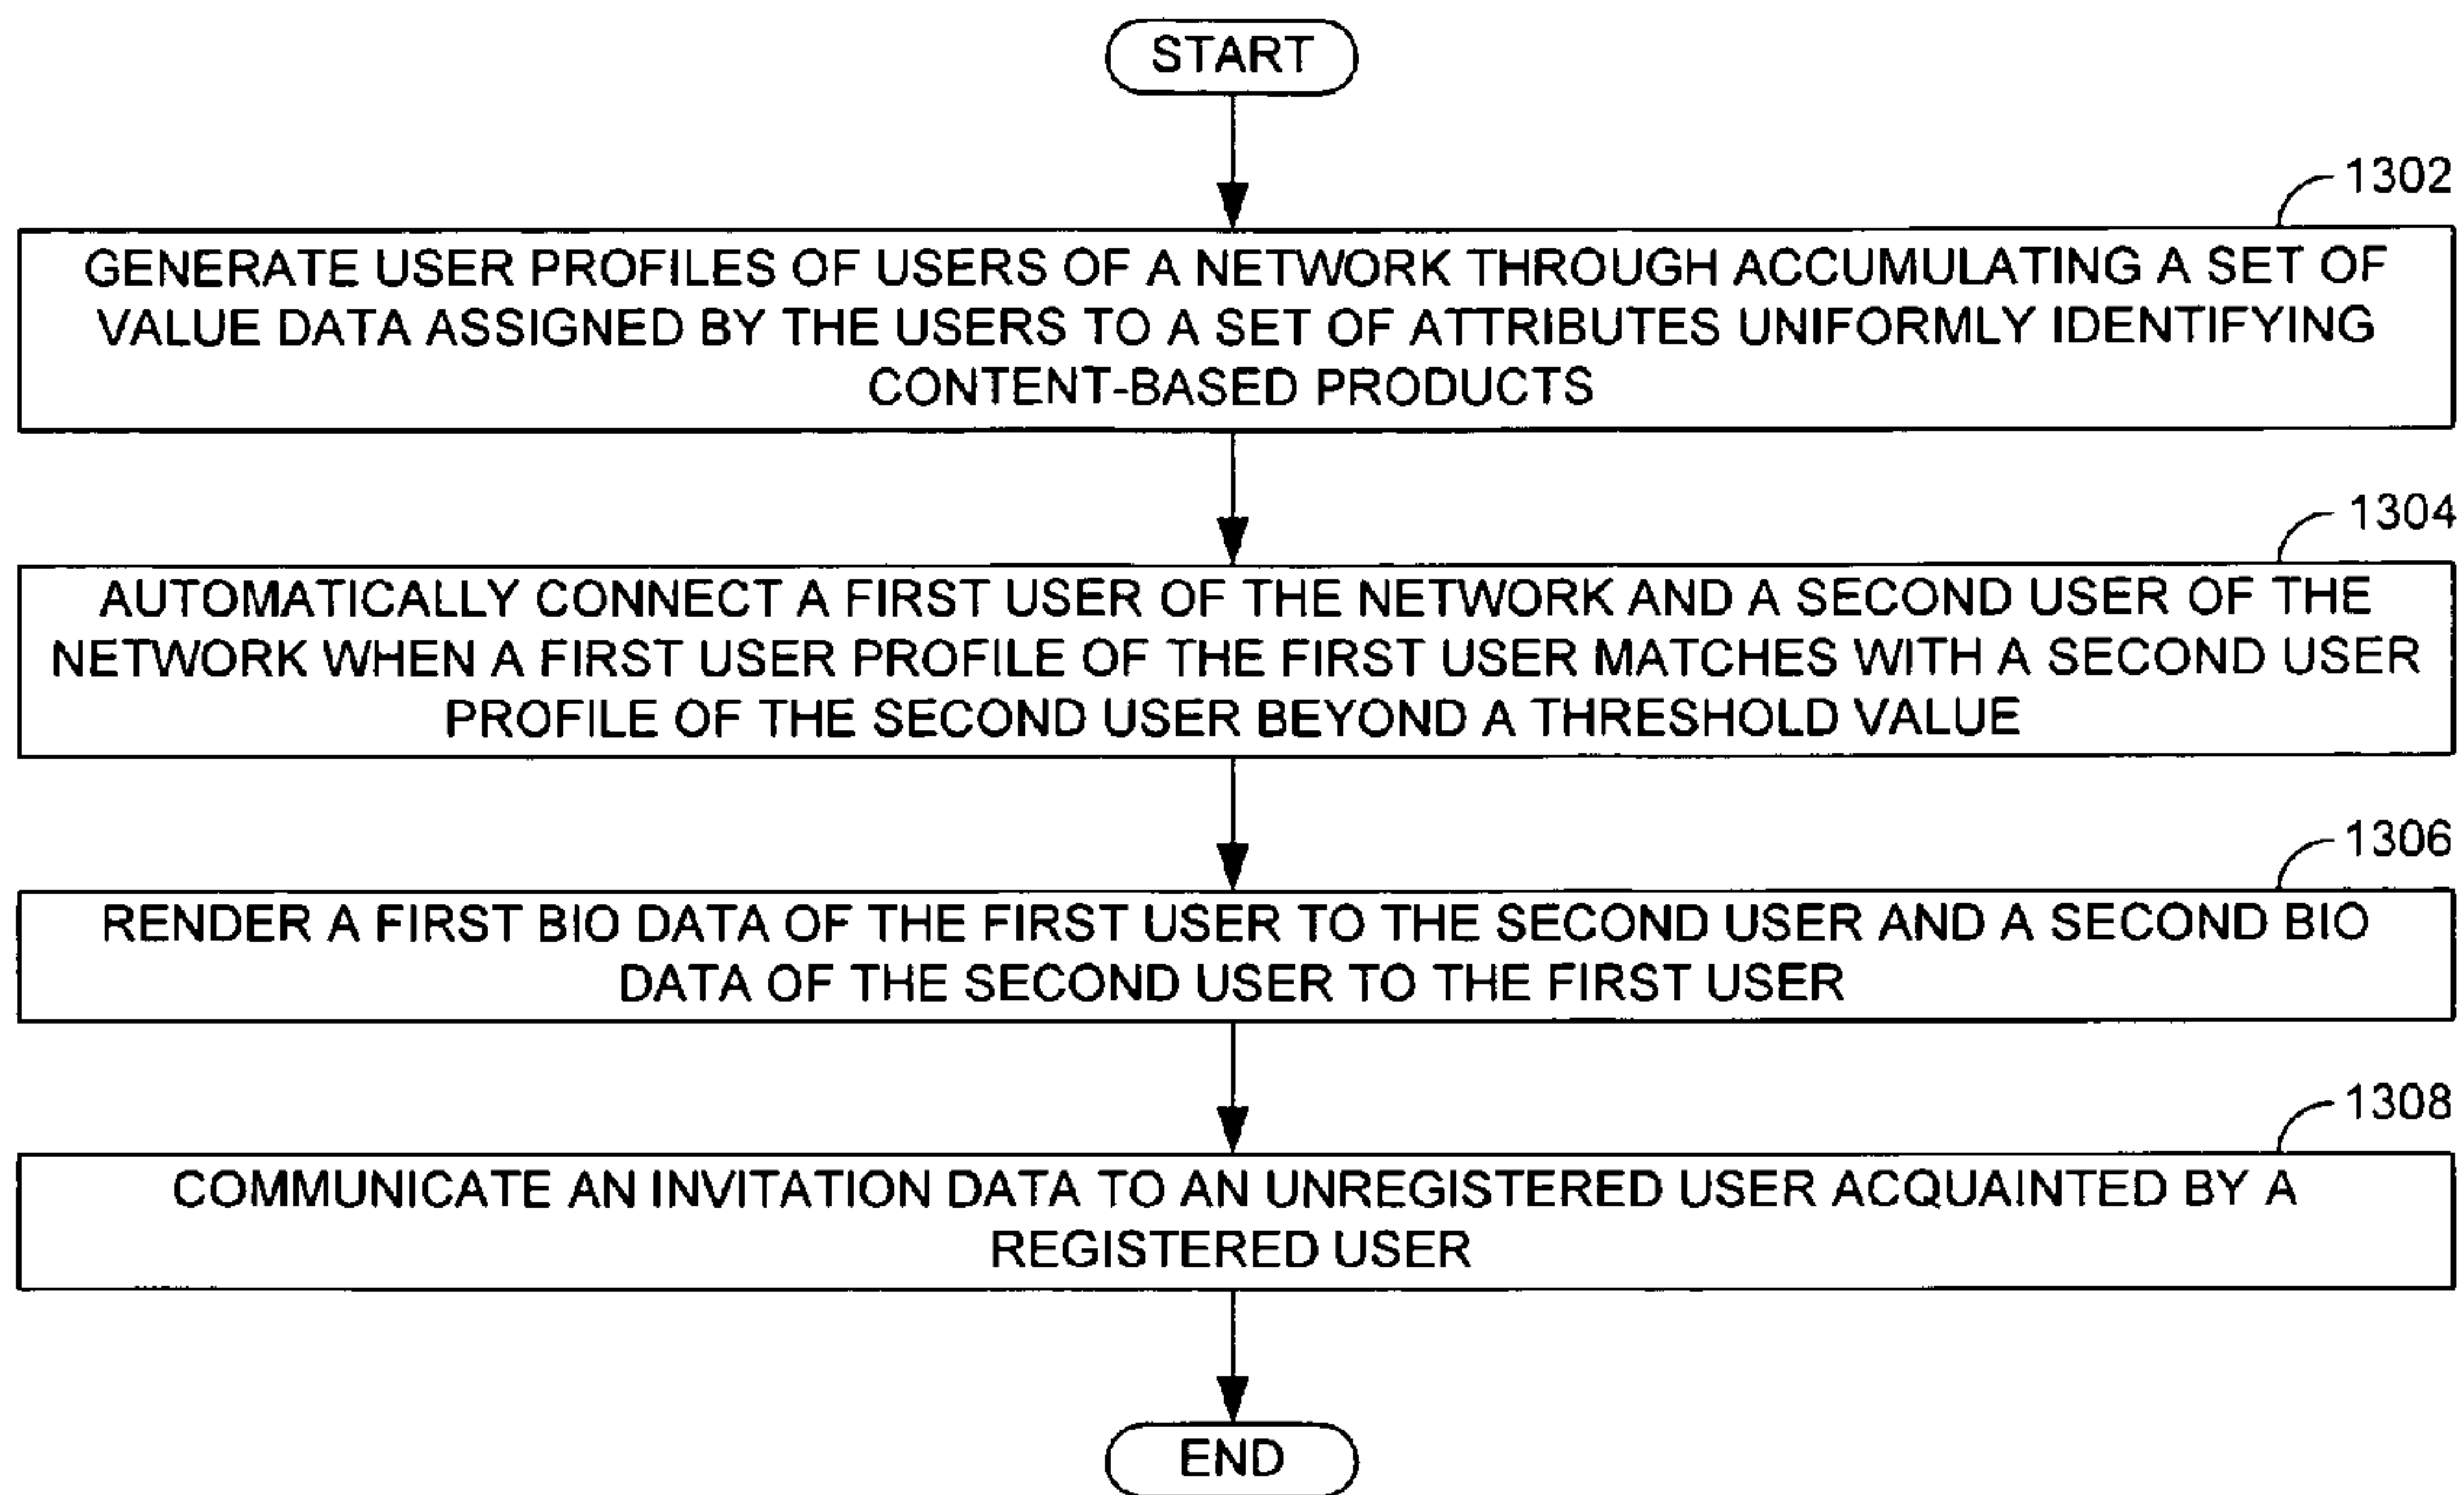 START
1302
GENERATE USER PROFILES OF USERS OF A NETWORK THROUGH ACCUMULATING A SET OF
VALUE DATA ASSIGNED BY THE USERS TO A SET OF ATTRIBUTES UNIFORMLY IDENTIFYING
CONTENT-BASED PRODUCTS
1304
AUTOMATICALLY CONNECT A FIRST USER OF THE NETWORK AND A SECOND USER OF THE
NETWORK WHEN A FIRST USER PROFILE OF THE FIRST USER MATCHES WITH A SECOND USER
PROFILE OF THE SECOND USER BEYOND A THRESHOLD VALUE
1306
RENDER A FIRST BIO DATA OF THE FIRST USER TO THE SECOND USER AND A SECOND BIO
DATA OF THE SECOND USER TO THE FIRST USER
1308
COMMUNICATE AN INVITATION DATA TO AN UNREGISTERED USER ACQUAINTED BY A
REGISTERED USER
END